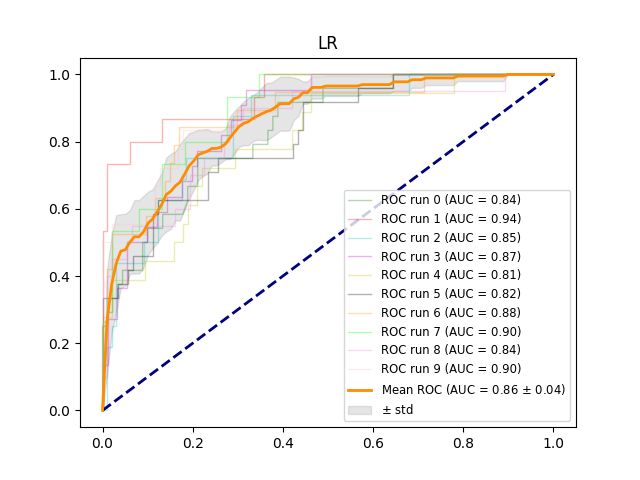 LR
1.0
0.8
0.6
0.4
0.2
0.0
0.0 0.2 0.4 0.6 0.8 1.0
ROC run 0 (AUC = 0.84)
ROC run 1 (AUC = 0.94)
ROC run 2 (AUC = 0.85)
ROC run 3 (AUC = 0.87)
ROC run 4 (AUC = 0.81)
ROC run 5 (AUC = 0.82)
ROC run 6 (AUC = 0.88)
ROC run 7 (AUC = 0.90)
ROC run 8 (AUC = 0.84)
ROC run 9 (AUC = 0.90)
Mean ROC (AUC = 0.86 ± 0.04)
± std